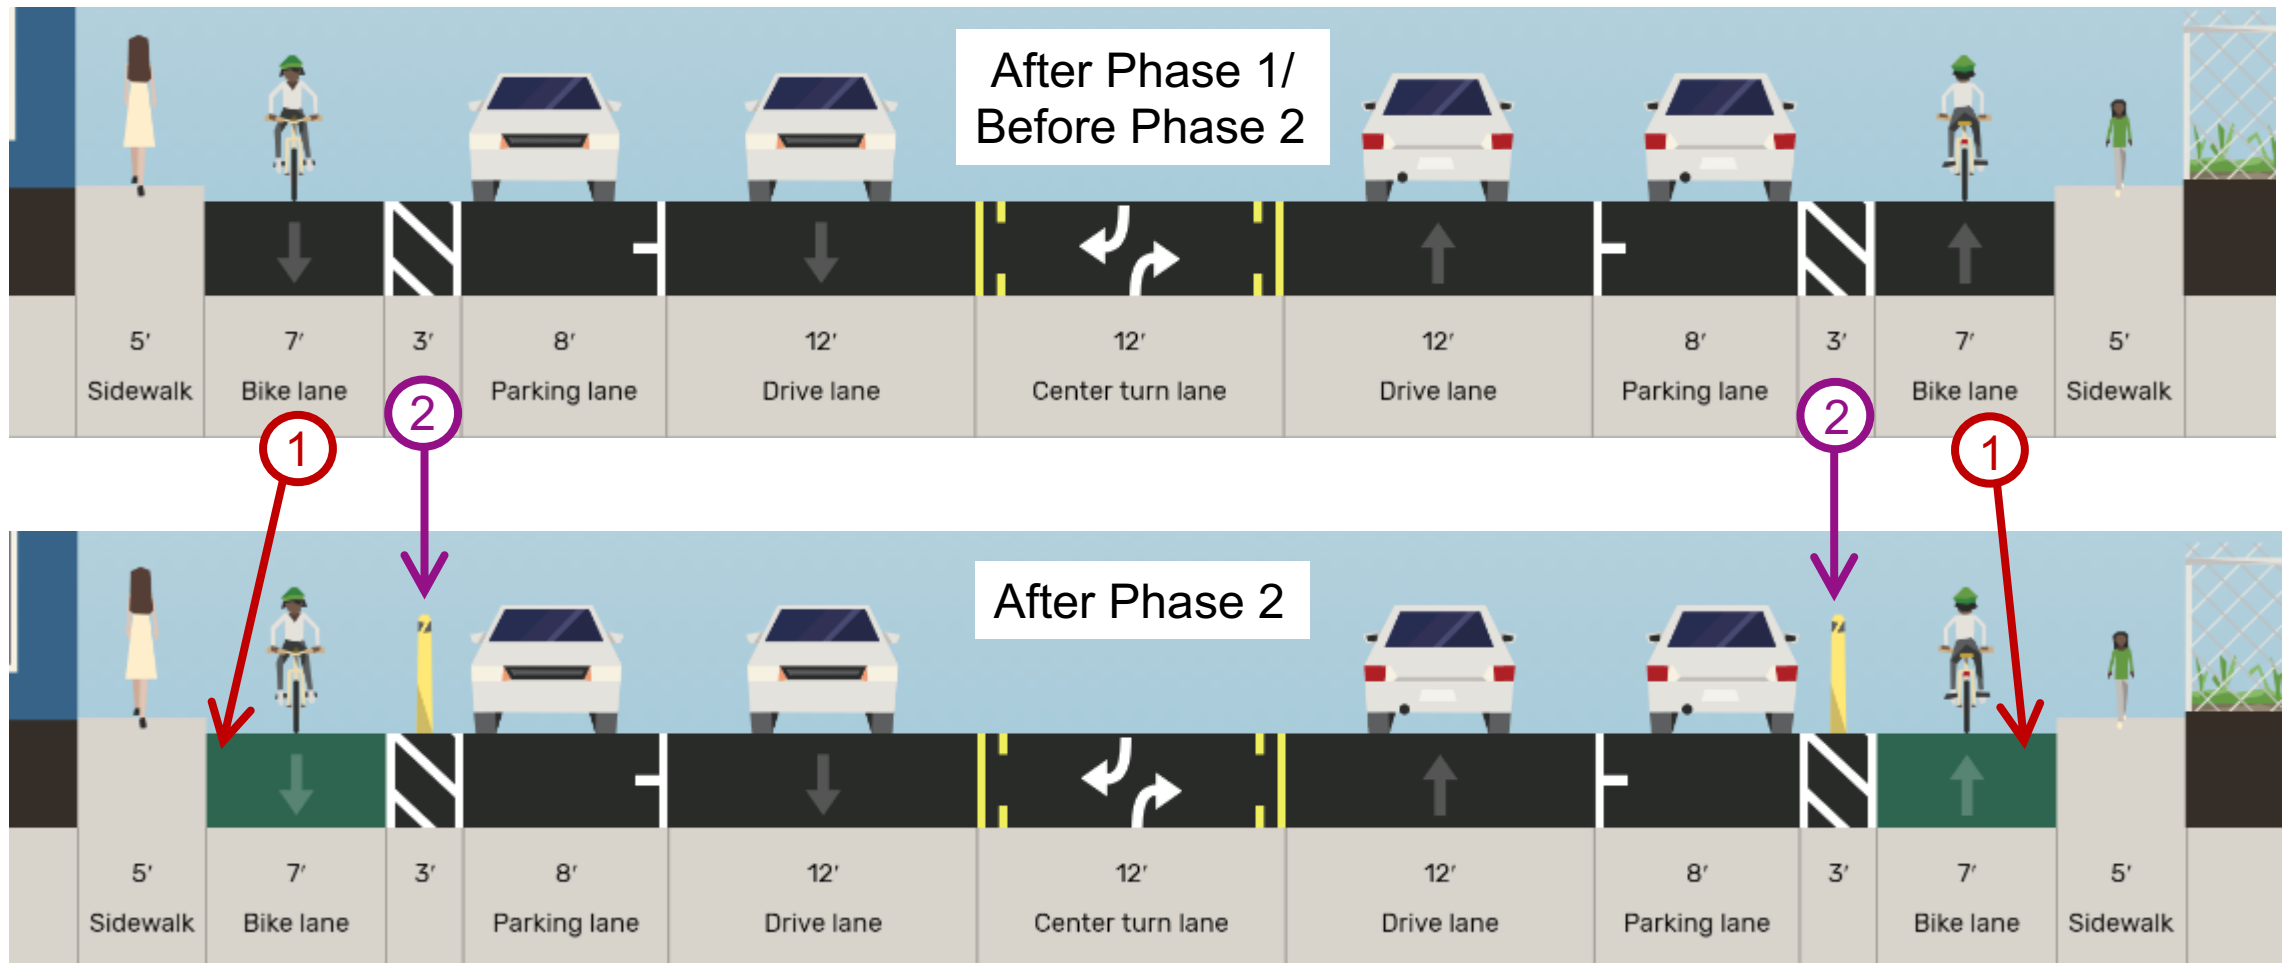 After Phase 1/
Before Phase 2
5′ 7′ 3′ 8′ 12′ 12′ 12′ 8′ 3′ 7′ 5′
Sidewalk Bike lane Parking lane Drive lane Center turn lane Drive lane Parking lane Bike lane Sidewalk
2 2
1 1
After Phase 2
5′ 7′ 3′ 8′ 12′ 12′ 12′ 8′ 3′ 7′ 5′
Sidewalk Bike lane Parking lane Drive lane Center turn lane Drive lane Parking lane Bike lane Sidewalk